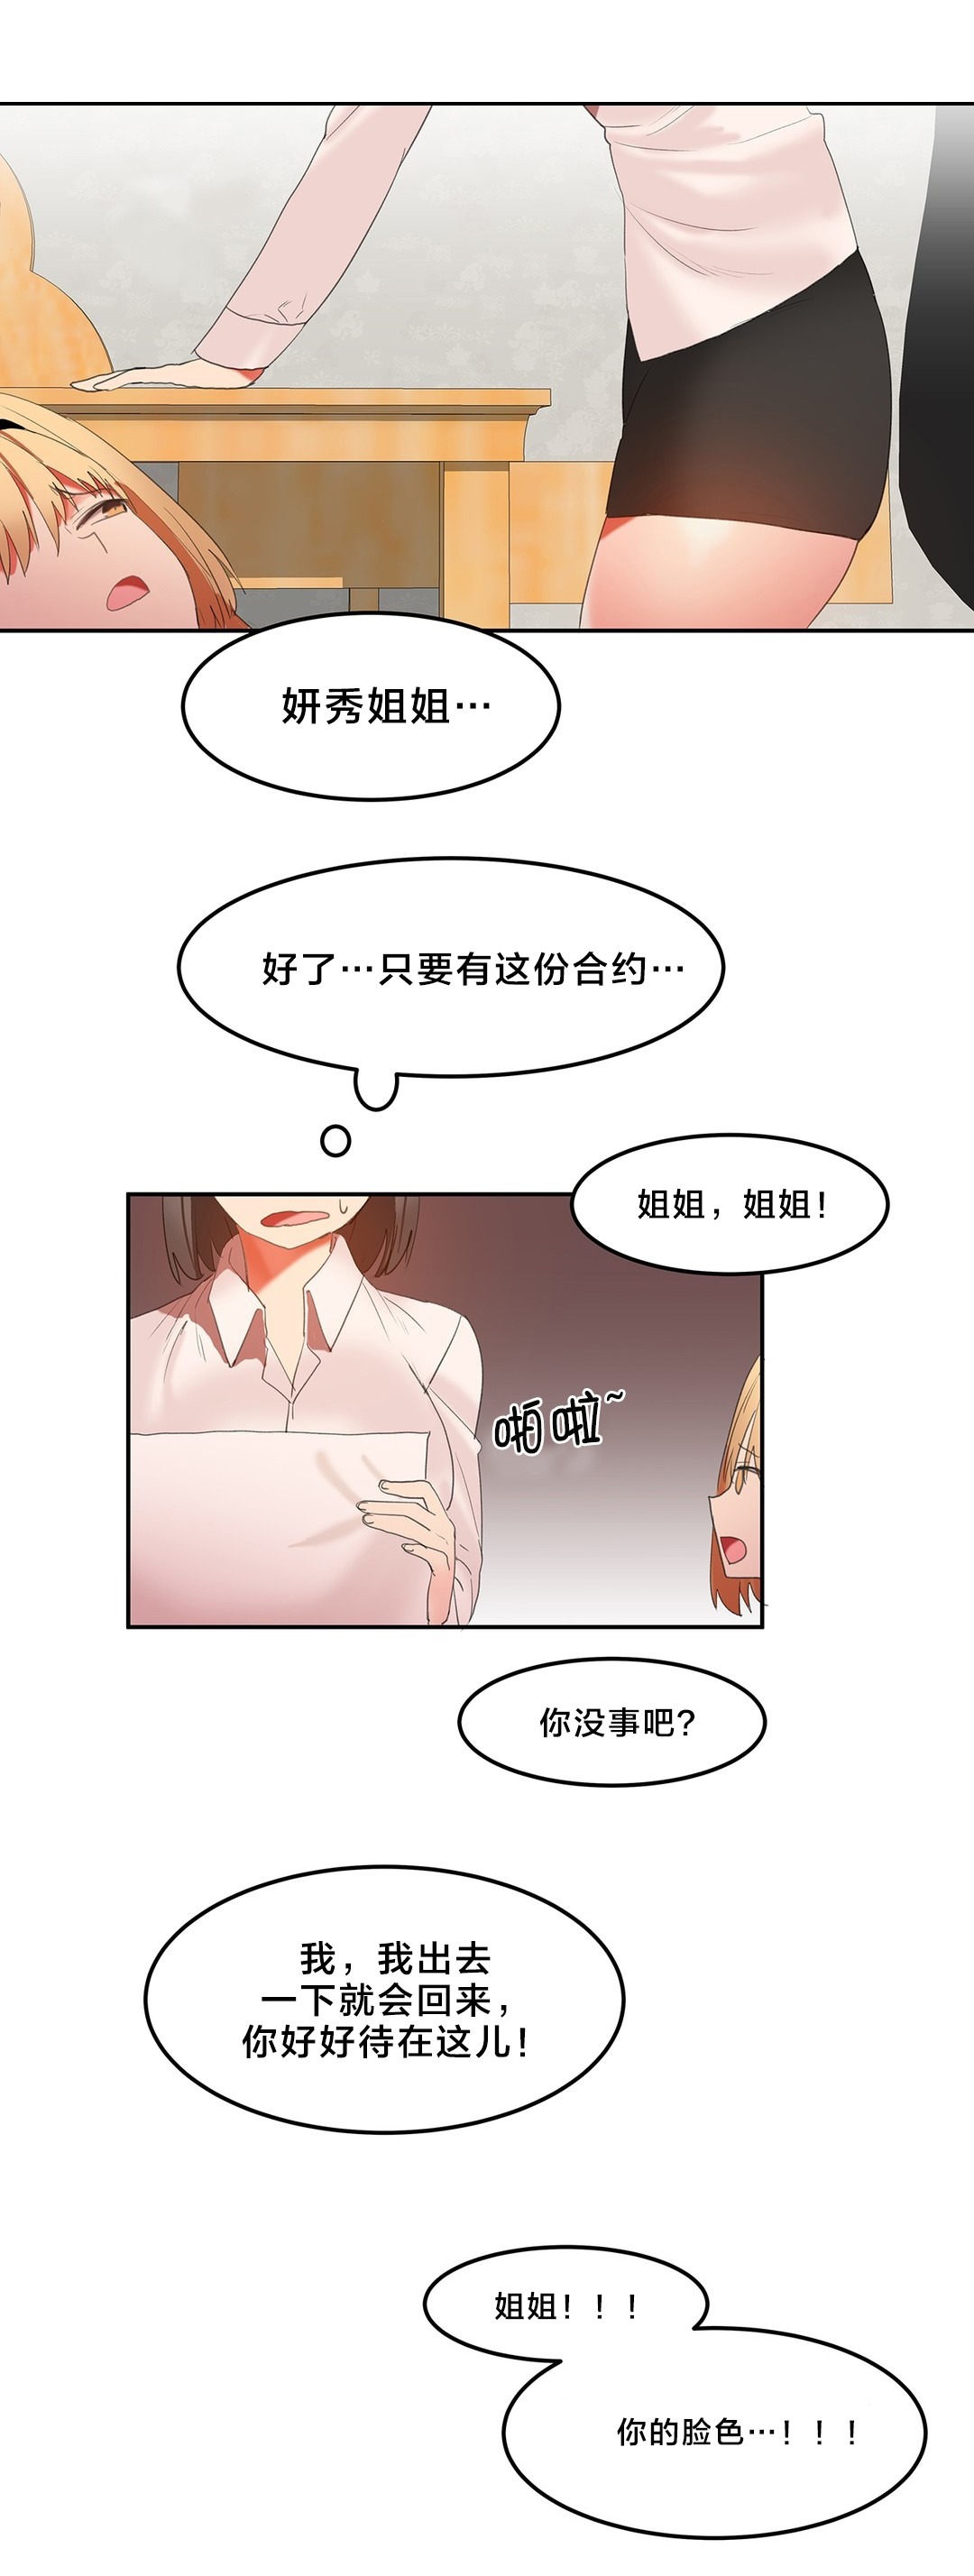 妍秀姐姐…
好了…只要有这份合约…
姐姐，姐姐！
啪啦~
你没事吧？
我，我出去
一下就会回来，
你好好待在这儿！
姐姐！！！
你的脸色…！！！